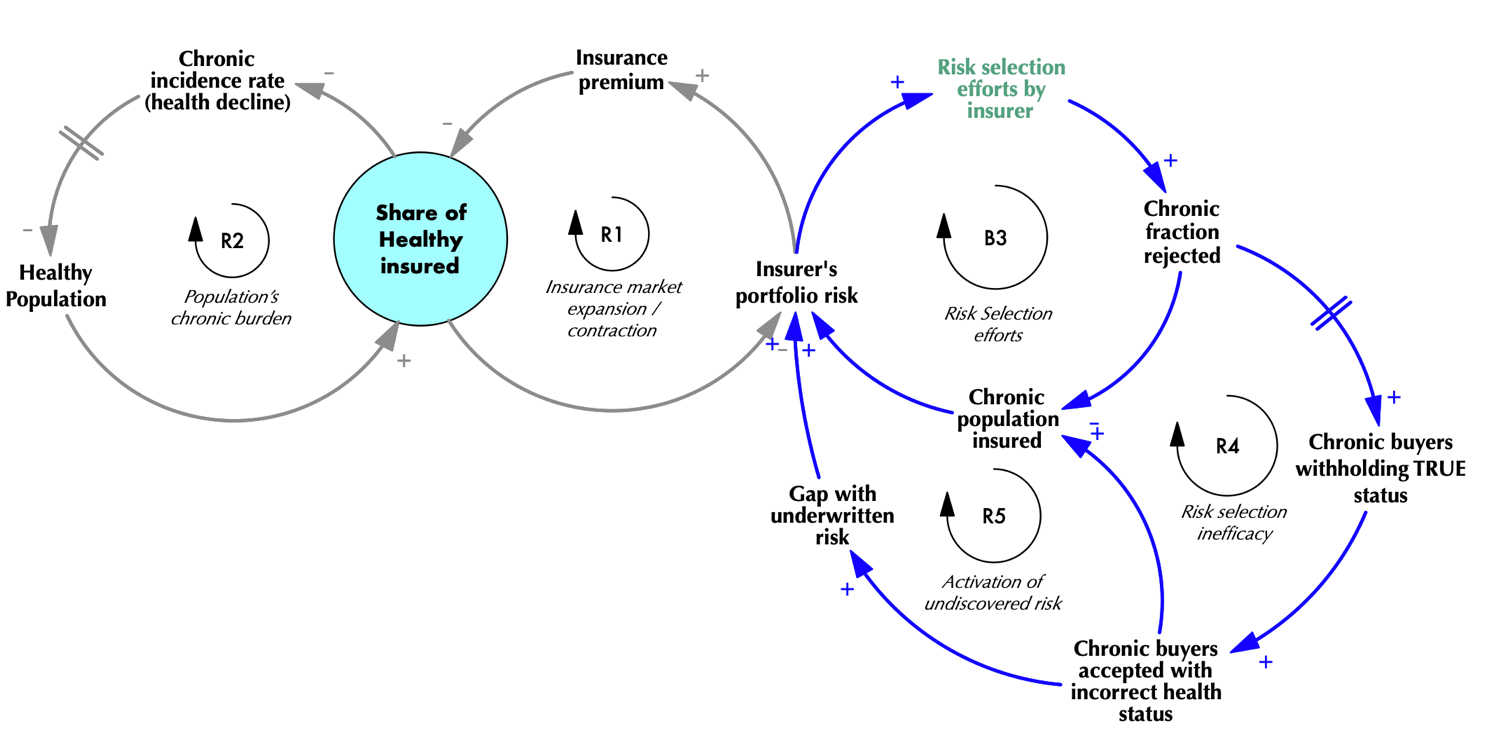 Chronic
incidence rate
(health decline)
–
–
Healthy
Population
R2
Population's
chronic burden
+
Share of
Healthy
insured
Insurance
premium
+
–
R1
Insurance market
expansion /
contraction
Insurer's
portfolio risk
+
–
+
+
Risk selection
efforts by
insurer
+
B3
Risk Selection
efforts
Chronic
fraction
rejected
Chronic
population
insured
–
+
+
Chronic buyers
withholding TRUE
status
R4
Risk selection
inefficacy
Gap with
underwritten
risk
+
R5
Activation of
undiscovered risk
Chronic buyers
accepted with
incorrect health
status
+